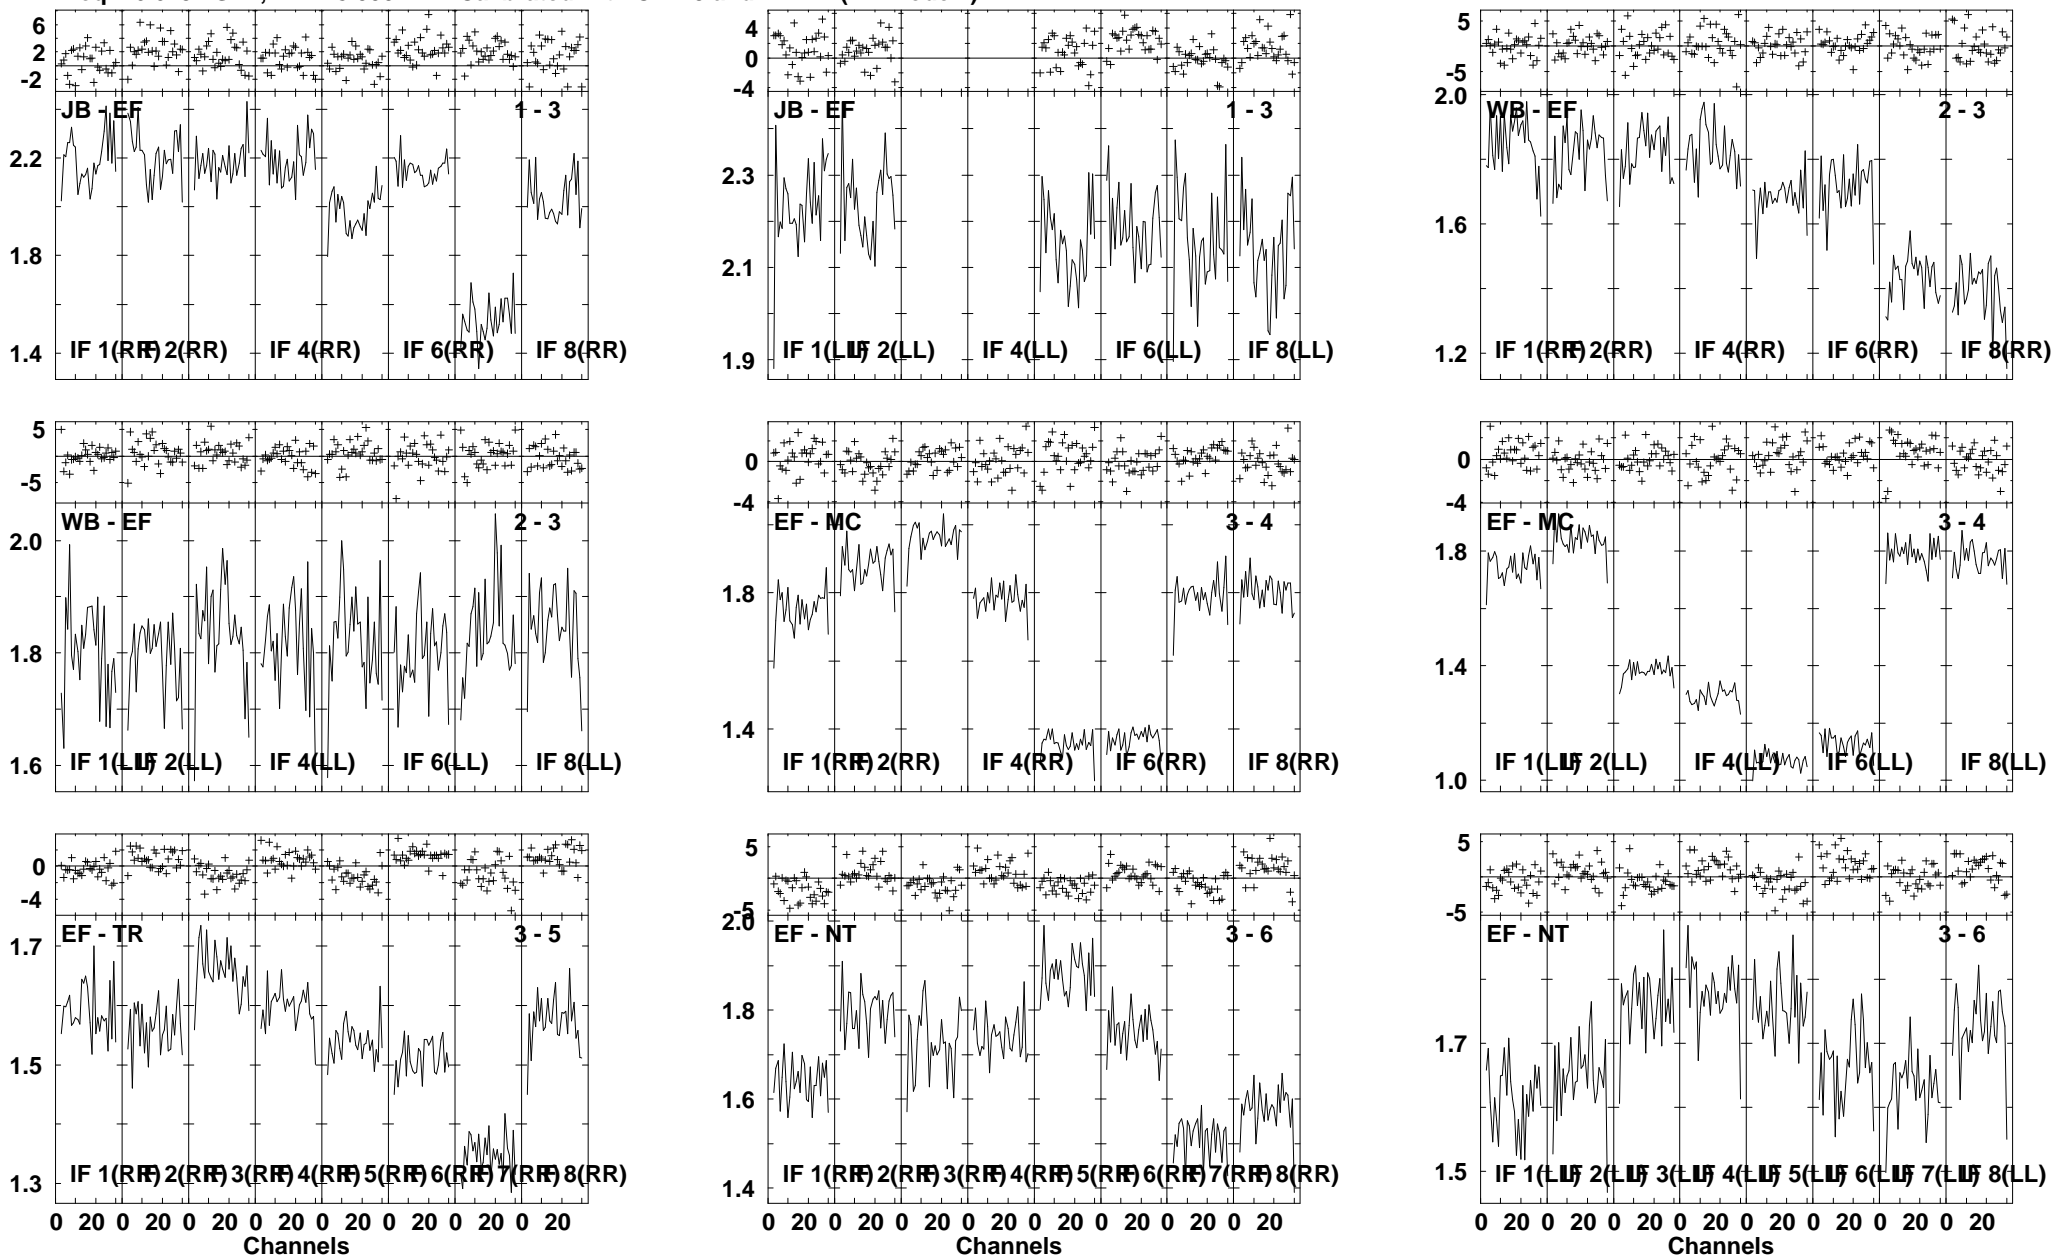 6
2
-2
JB - EF
1 - 3
2.2
1.8
1.4
IF 1(RR)
IF 2(RR)
IF 4(RR)
IF 6(RR)
IF 8(RR)
4
0
-4
JB - EF
1 - 3
2.3
2.1
1.9
IF 1(LL)
IF 2(LL)
IF 4(LL)
IF 6(LL)
IF 8(LL)
5
-5
2.0
WB - EF
2 - 3
1.6
1.2
IF 1(RR)
IF 2(RR)
IF 4(RR)
IF 6(RR)
IF 8(RR)
5
-5
WB - EF
2 - 3
2.0
1.8
1.6
IF 1(LL)
IF 2(LL)
IF 4(LL)
IF 6(LL)
IF 8(LL)
0
-4
EF - MC
3 - 4
1.8
1.4
IF 1(RR)
IF 2(RR)
IF 4(RR)
IF 6(RR)
IF 8(RR)
0
-4
EF - MC
3 - 4
1.8
1.4
1.0
IF 1(LL)
IF 2(LL)
IF 4(LL)
IF 6(LL)
IF 8(LL)
0
-4
EF - TR
3 - 5
1.7
1.5
1.3
IF 1(RR)
IF 2(RR)
IF 3(RR)
IF 4(RR)
IF 5(RR)
IF 6(RR)
IF 7(RR)
IF 8(RR)
0 20 0 20 0 20 0 20 0 20 0 20 0 20 0 20
Channels
5
-5
2.0
EF - NT
3 - 6
1.8
1.6
1.4
IF 1(RR)
IF 2(RR)
IF 3(RR)
IF 4(RR)
IF 5(RR)
IF 6(RR)
IF 7(RR)
IF 8(RR)
0 20 0 20 0 20 0 20 0 20 0 20 0 20 0 20
Channels
5
-5
EF - NT
3 - 6
1.7
1.5
IF 1(LL)
IF 2(LL)
IF 3(LL)
IF 4(LL)
IF 5(LL)
IF 6(LL)
IF 7(LL)
IF 8(LL)
0 20 0 20 0 20 0 20 0 20 0 20 0 20 0 20
Channels